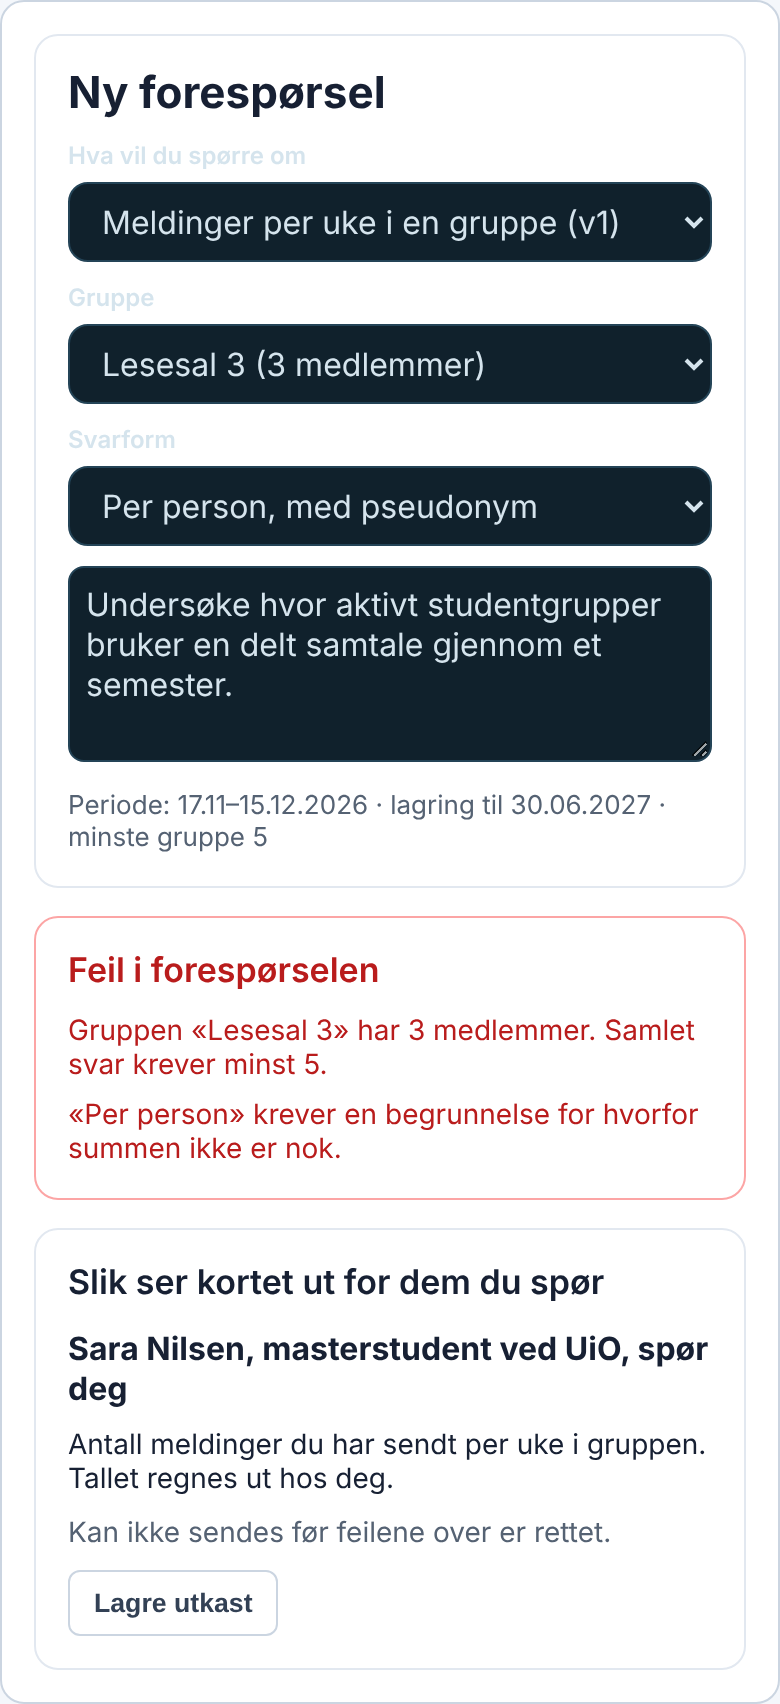 Ny forespørsel
Hva vil du spørre om
Meldinger per uke i en gruppe (v1)
Gruppe
Lesesal 3 (3 medlemmer)
Svarform
Per person, med pseudonym
Undersøke hvor aktivt studentgrupper
bruker en delt samtale gjennom et
semester.
Periode: 17.11–15.12.2026 · lagring til 30.06.2027 ·
minste gruppe 5
Feil i forespørselen
Gruppen «Lesesal 3» har 3 medlemmer. Samlet
svar krever minst 5.
«Per person» krever en begrunnelse for hvorfor
summen ikke er nok.
Slik ser kortet ut for dem du spør
Sara Nilsen, masterstudent ved UiO, spør
deg
Antall meldinger du har sendt per uke i gruppen.
Tallet regnes ut hos deg.
Kan ikke sendes før feilene over er rettet.
Lagre utkast